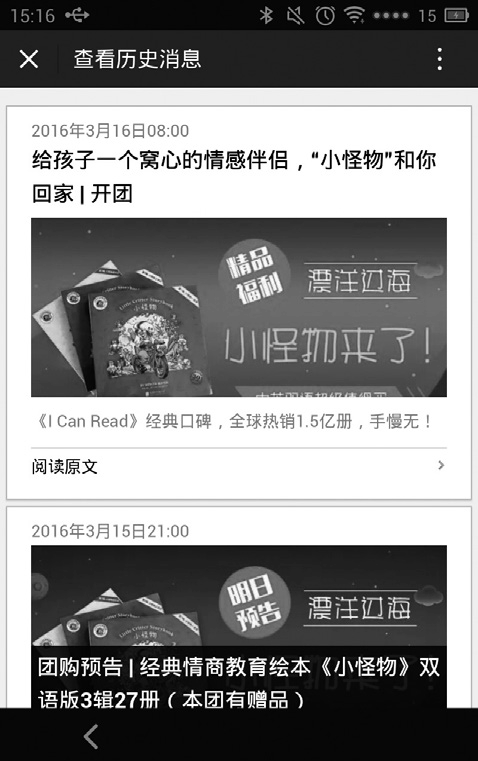 15:16
15
查看历史消息
2016年3月16日08:00
给孩子一个窝心的情感伴侣，“小怪物”和你
回家 | 开团
精品
福利
漂洋过海
小怪物来了！
Little Critter Storybook
小怪物
《I Can Read》经典口碑，全球热销1.5亿册，手慢无！
阅读原文
2016年3月15日21:00
明日
预告
漂洋过海
团购预告 | 经典情商教育绘本《小怪物》双
语版3辑27册（本团有赠品）